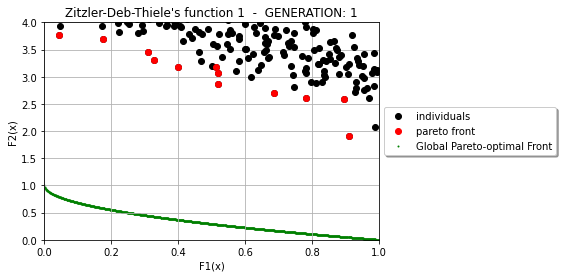 Zitzler-Deb-Thiele's function 1  -  GENERATION: 1
4.0
3.5
3.0
2.5
2.0
1.5
1.0
0.5
0.0
F2(x)
0.0 0.2 0.4 0.6 0.8 1.0
F1(x)
individuals
pareto front
Global Pareto-optimal Front